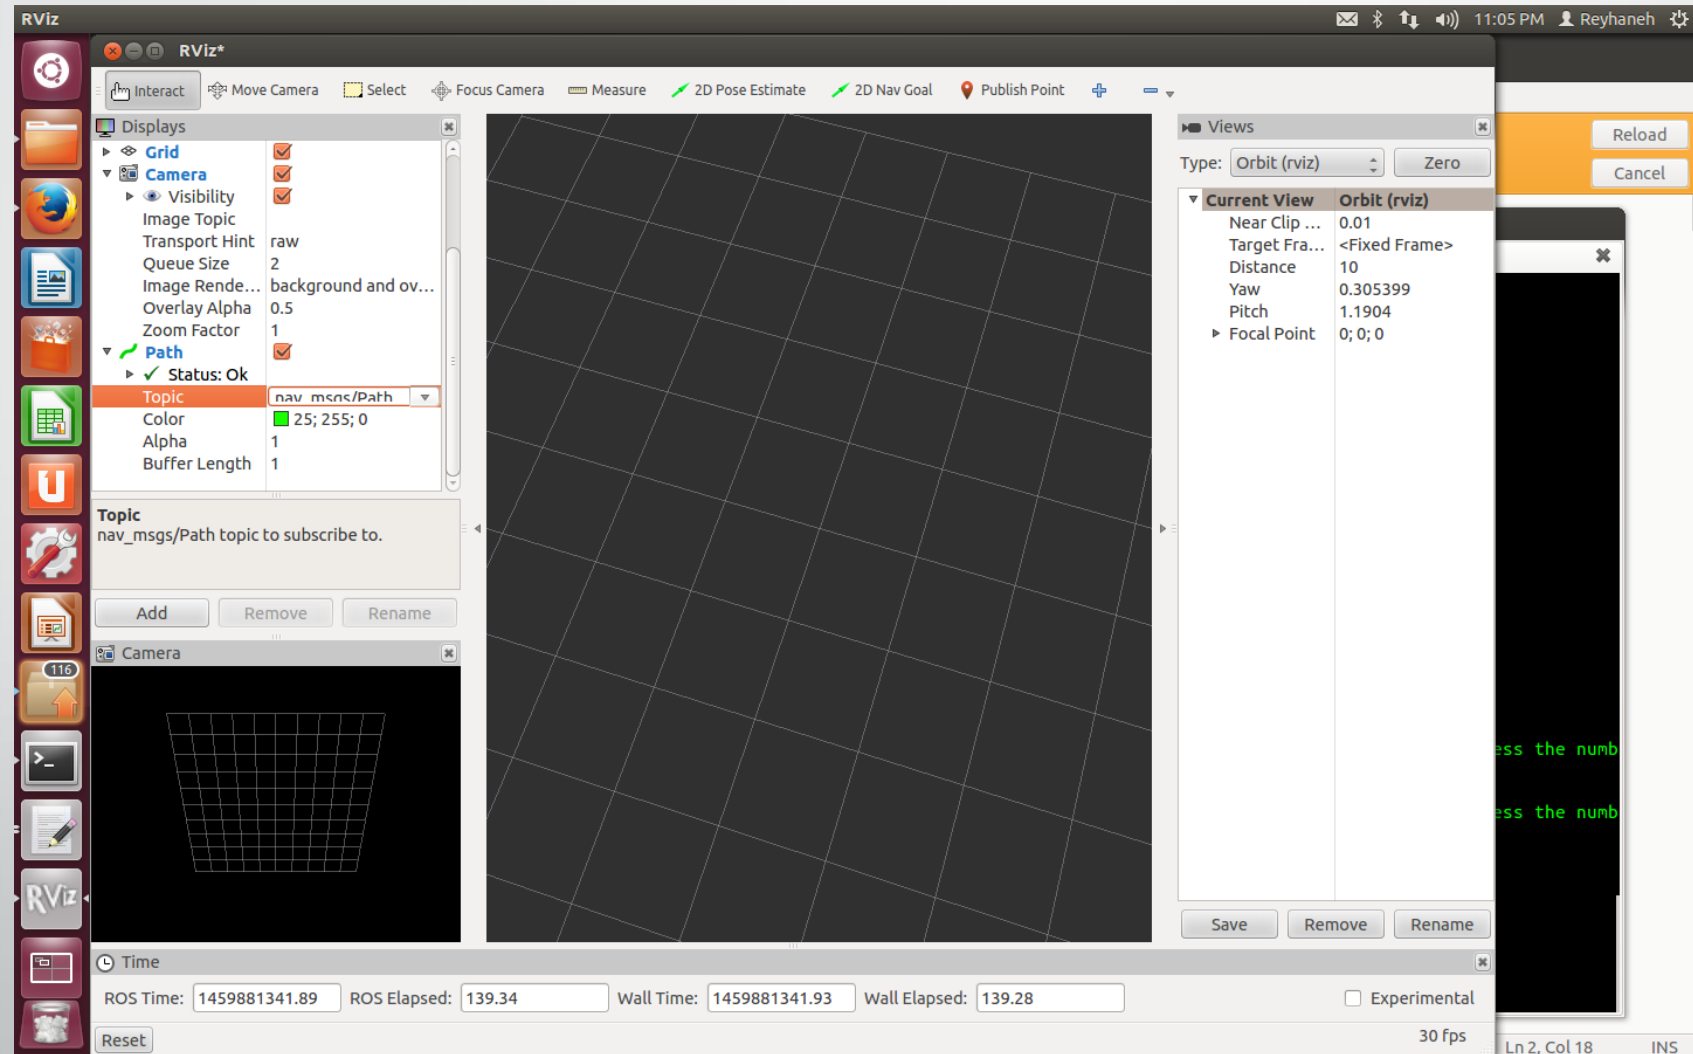 RViz
11:05 PM Reyhaneh
RViz*
Interact Move Camera Select Focus Camera Measure 2D Pose Estimate 2D Nav Goal Publish Point
Displays
Grid
Camera
Visibility
Image Topic
Transport Hint raw
Queue Size 2
Image Rende... background and ov...
Overlay Alpha 0.5
Zoom Factor 1
Path
Status: Ok
Topic nav_msgs/Path
Color 25; 255; 0
Alpha 1
Buffer Length 1
Topic
nav_msgs/Path topic to subscribe to.
Add Remove Rename
Camera
Views
Type: Orbit (rviz) Zero
Current View Orbit (rviz)
Near Clip ... 0.01
Target Fra... <Fixed Frame>
Distance 10
Yaw 0.305399
Pitch 1.1904
Focal Point 0; 0; 0
Save Remove Rename
Reload
Cancel
ess the numb
ess the numb
116
RViz
Time
ROS Time: 1459881341.89 ROS Elapsed: 139.34 Wall Time: 1459881341.93 Wall Elapsed: 139.28 Experimental
Reset 30 fps
Ln 2, Col 18 INS